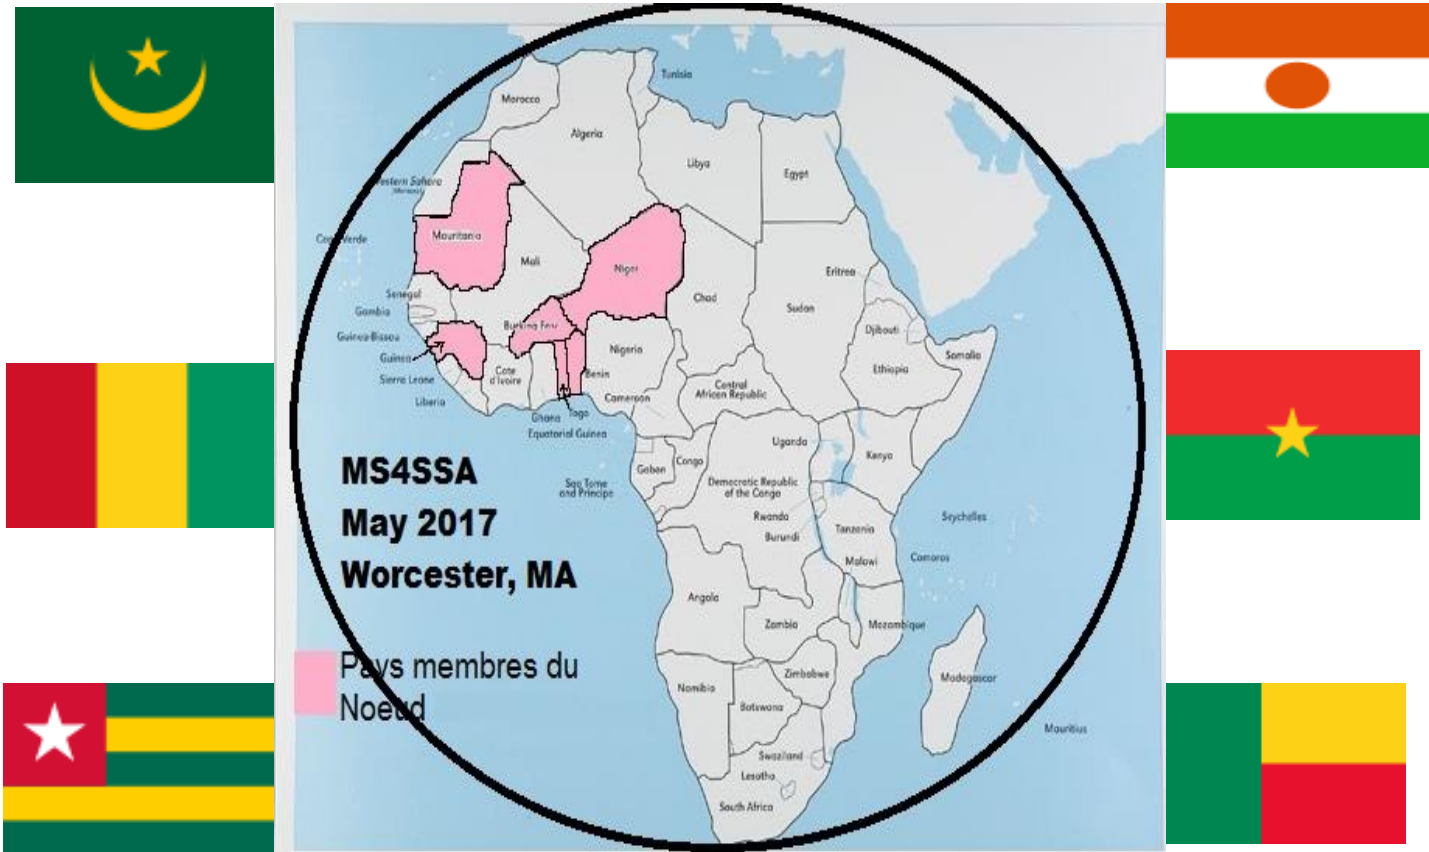 Tunisia
Morocco
Algeria
Libya
Egypt
Western Sahara
(Morocco)
Mauritania
Cape Verde
Mali
Niger
Chad
Sudan
Eritrea
Senegal
Gambia
Guinea-Bissau
Guinea
Sierra Leone
Liberia
Burkina Faso
Cote
d'Ivoire
Ghana
Togo
Benin
Nigeria
Cameroon
Equatorial Guinea
Central
African Republic
Djibouti
Ethiopia
Somalia
Uganda
Kenya
Gabon
Congo
Democratic Republic
of the Congo
Sao Tome
and Principe
Rwanda
Burundi
Tanzania
Seychelles
Comoros
Malawi
MS4SSA
May 2017
Worcester, MA
Angola
Zambia
Mozambique
Pays membres du
Noeud
Namibia
Zimbabwe
Botswana
Madagascar
Mauritius
Swaziland
Lesotho
South Africa